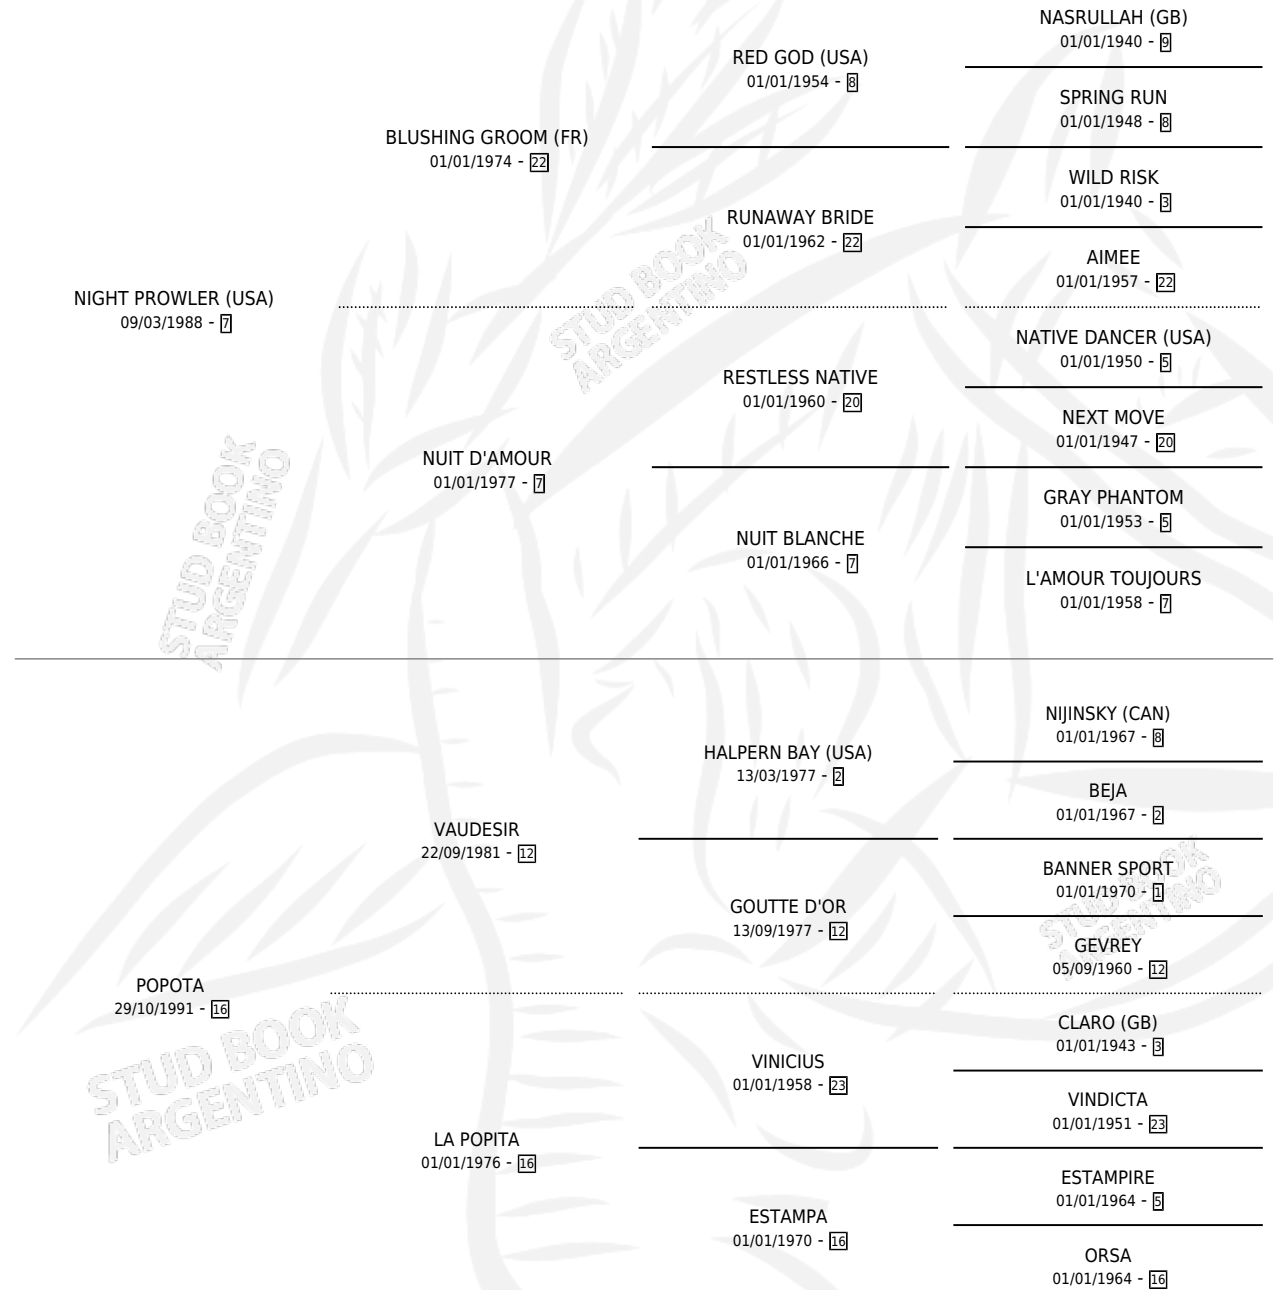 NASRULLAH (GB)
01/01/1940 - 9
RED GOD (USA)
01/01/1954 - 8
SPRING RUN
01/01/1948 - 8
BLUSHING GROOM (FR)
01/01/1974 - 22
WILD RISK
01/01/1940 - 3
RUNAWAY BRIDE
01/01/1962 - 22
AIMEE
01/01/1957 - 22
NIGHT PROWLER (USA)
09/03/1988 - 7
NATIVE DANCER (USA)
01/01/1950 - 5
RESTLESS NATIVE
01/01/1960 - 20
NEXT MOVE
01/01/1947 - 20
NUIT D'AMOUR
01/01/1977 - 7
GRAY PHANTOM
01/01/1953 - 5
NUIT BLANCHE
01/01/1966 - 7
L'AMOUR TOUJOURS
01/01/1958 - 7
NIJINSKY (CAN)
01/01/1967 - 8
HALPERN BAY (USA)
13/03/1977 - 2
BEJA
01/01/1967 - 2
VAUDESIR
22/09/1981 - 12
BANNER SPORT
01/01/1970 - 1
GOUTTE D'OR
13/09/1977 - 12
GEVREY
05/09/1960 - 12
POPOTA
29/10/1991 - 16
CLARO (GB)
01/01/1943 - 3
VINICIUS
01/01/1958 - 23
VINDICTA
01/01/1951 - 23
LA POPITA
01/01/1976 - 16
ESTAMPIRE
01/01/1964 - 5
ESTAMPA
01/01/1970 - 16
ORSA
01/01/1964 - 16
STUD BOOK
ARGENTINO
STUD BOOK
ARGENTINO
STUD BOOK
ARGENTINO
STUD BOOK
ARGENTINO